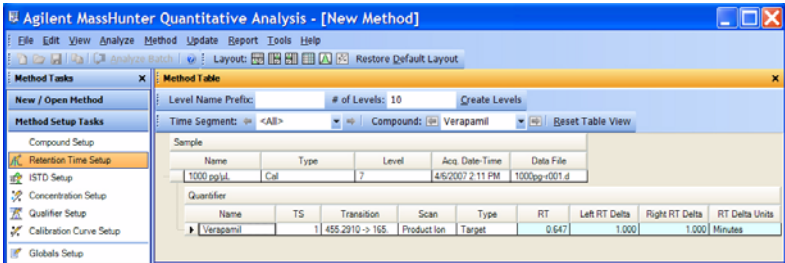 Agilent MassHunter Quantitative Analysis - [New Method]
File Edit View Analyze Method Update Report Tools Help
Analyze Batch Layout: Restore Default Layout
Method Tasks x Method Table x
New / Open Method Level Name Prefix: # of Levels: 10 Create Levels
Method Setup Tasks Time Segment: <All> Compound: Verapamil Reset Table View
Compound Setup Sample
Retention Time Setup Name Type Level Acq. Date-Time Data File
ISTD Setup 1000 pg/µL Cal 7 4/6/2007 2:11 PM 1000pg-r001.d
Concentration Setup Quantifier
Qualifier Setup Name TS Transition Scan Type RT Left RT Delta Right RT Delta RT Delta Units
Calibration Curve Setup Verapamil 1 455.2910 -> 165. Product Ion Target 0.647 1.000 1.000 Minutes
Globals Setup